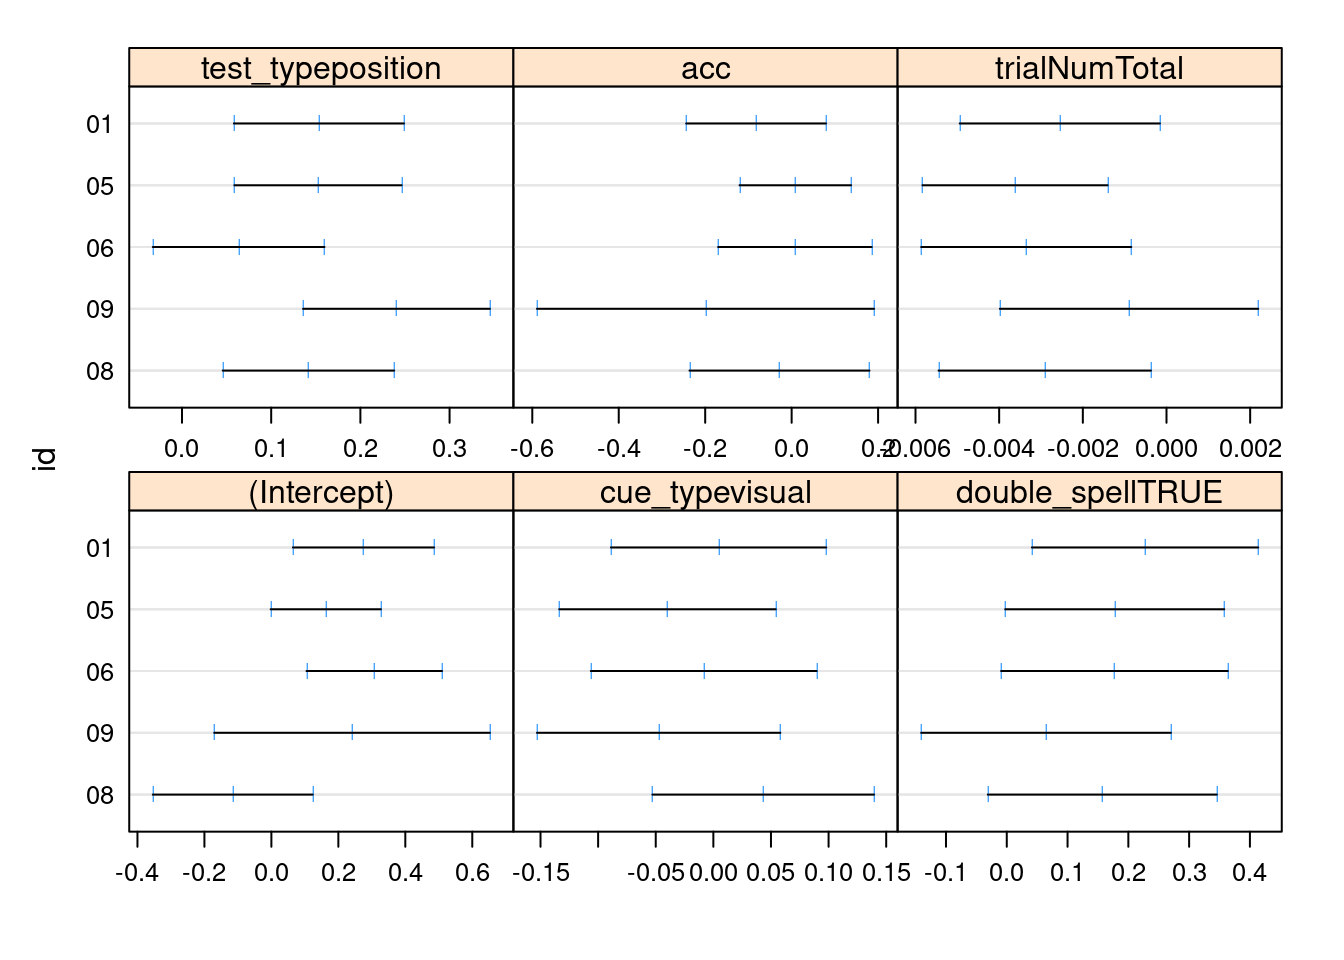 test_typeposition acc trialNumTotal
01
05
06
09
08
0.0 0.1 0.2 0.3 -0.6 -0.4 -0.2 0.0 0.2 -0.006 -0.004 -0.002 0.000 0.002
id
(Intercept) cue_typevisual double_spellTRUE
01
05
06
09
08
-0.4 -0.2 0.0 0.2 0.4 0.6 -0.15 -0.05 0.00 0.05 0.10 0.15 -0.1 0.0 0.1 0.2 0.3 0.4